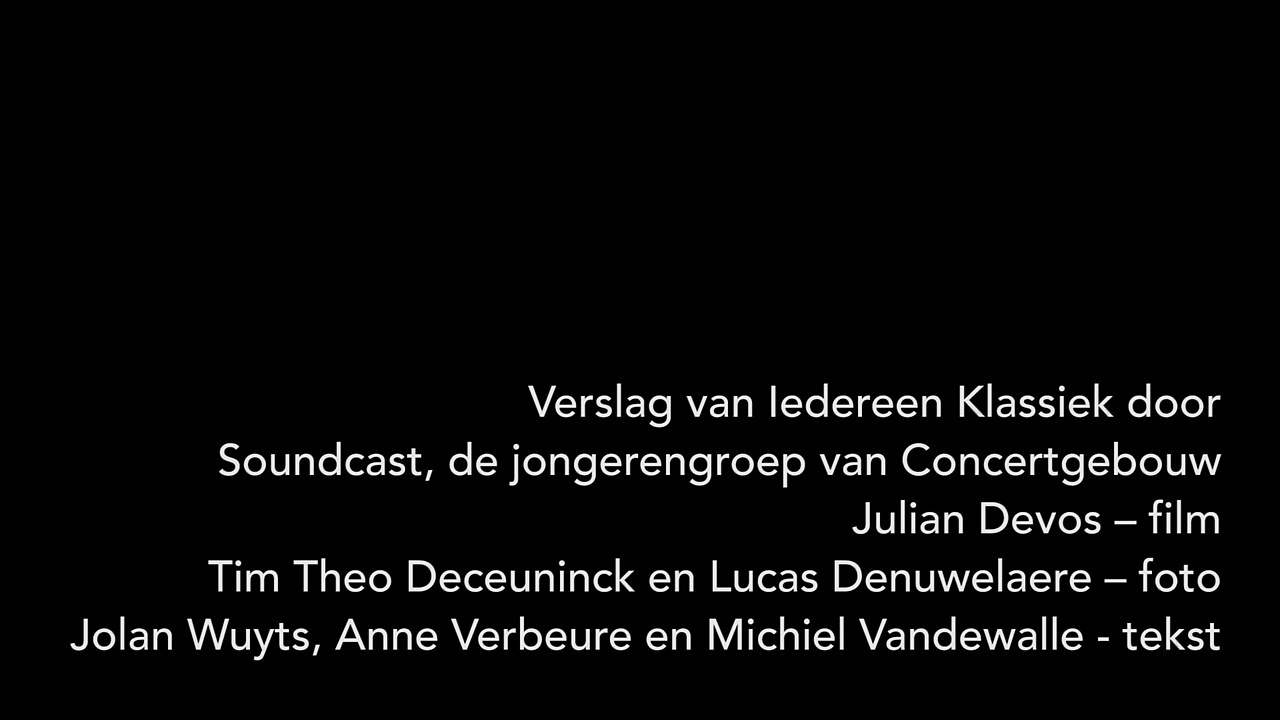 Verslag van Iedereen Klassiek door
Soundcast, de jongerengroep van Concertgebouw
Julian Devos – film
Tim Theo Deceuninck en Lucas Denuwelaere – foto
Jolan Wuyts, Anne Verbeure en Michiel Vandewalle - tekst